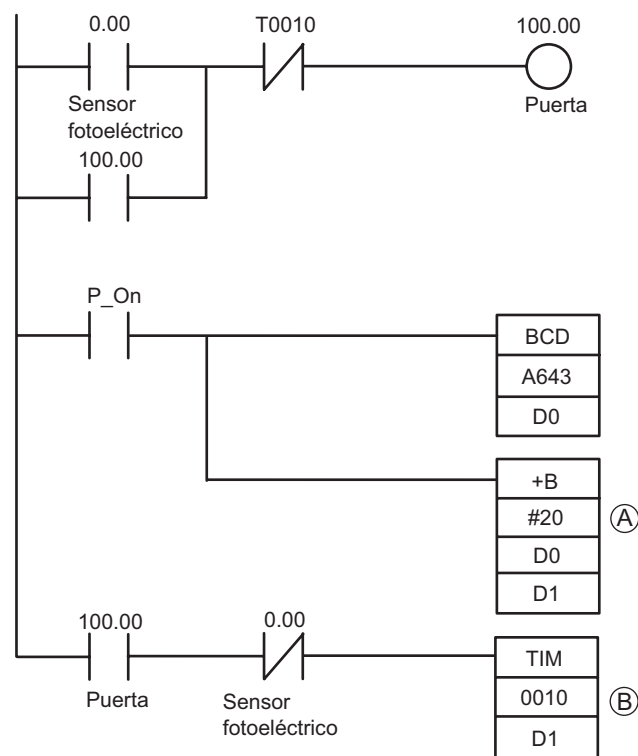 0.00 T0010 100.00
Sensor
fotoeléctrico
Puerta
100.00
P_On
BCD
A643
D0
+B
#20 A
D0
D1
100.00 0.00
TIM
Puerta Sensor
fotoeléctrico
0010 B
D1